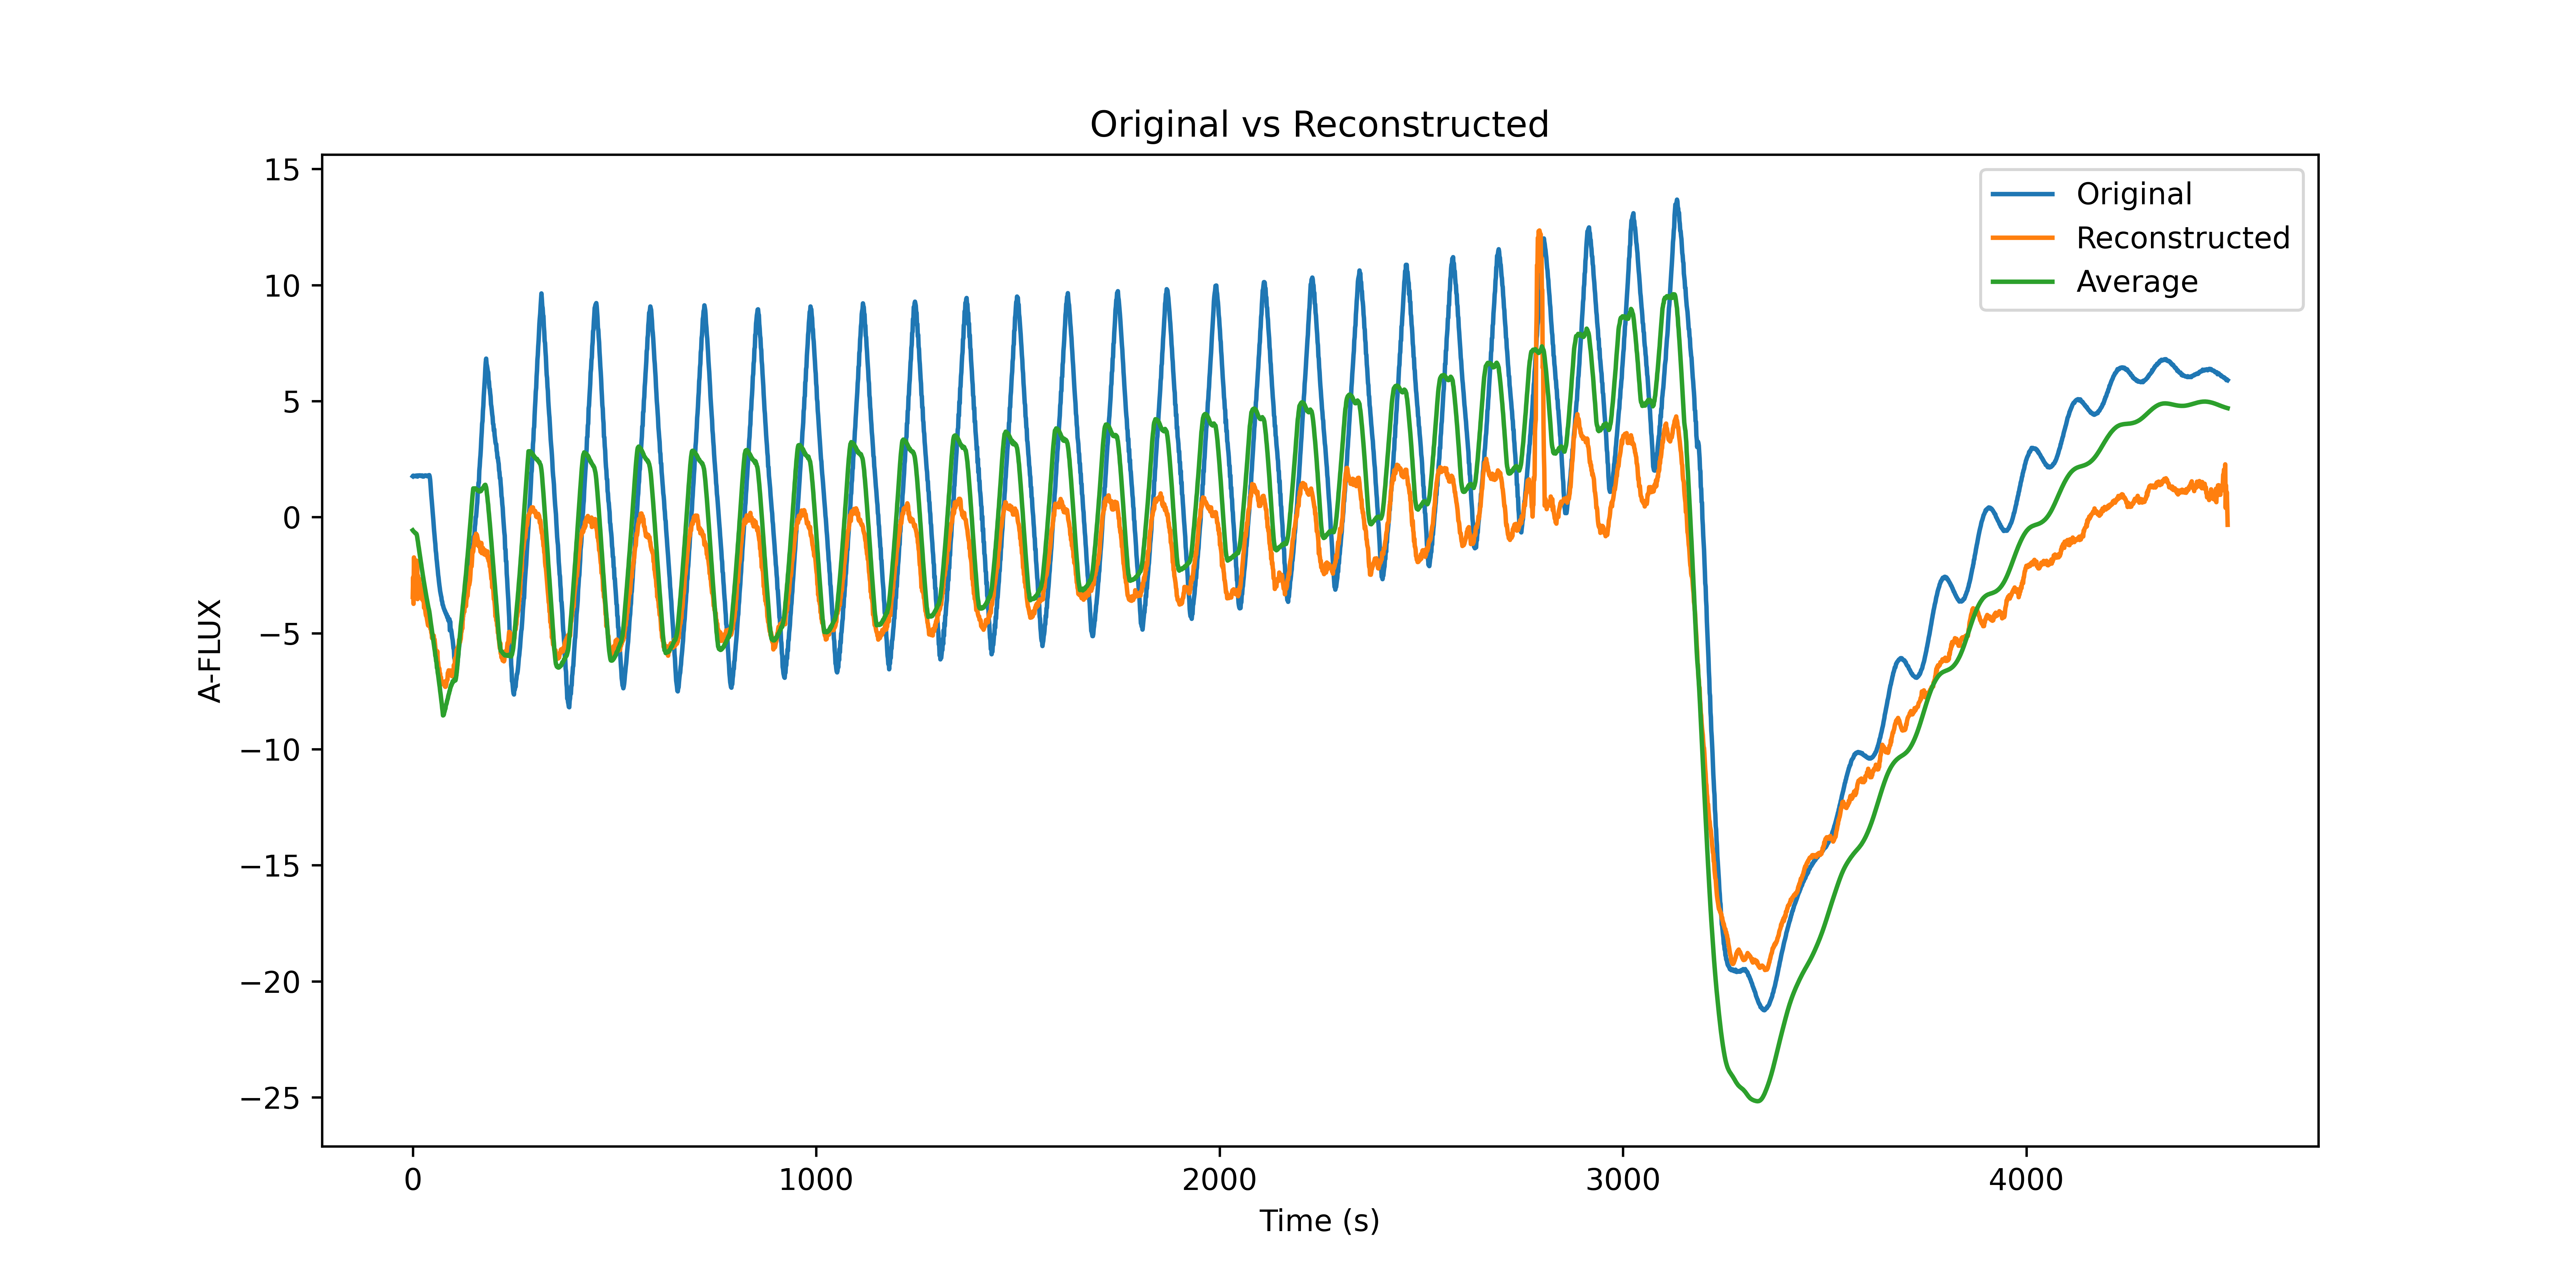 Original vs Reconstructed
Original
Reconstructed
Average
15
10
5
0
−5
−10
−15
−20
−25
A-FLUX
0
1000
2000
3000
4000
Time (s)